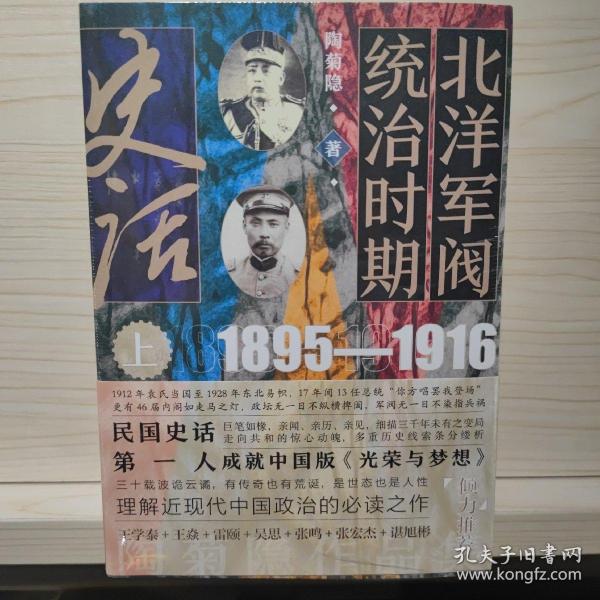 北洋军阀
统治时期
史话
陶菊隐·著·
上
1895—1916
1912年袁氏当国至1928年东北易帜，17年间13任总统“你方唱罢我登场”
更有46届内阁如走马之灯，政坛无一日不纵横捭阖，军阀无一日不染指兵祸
民国史话
巨笔如椽，亲闻、亲历、亲见，细描三千年未有之变局
走向共和的惊心动魄，多重历史线索条分缕析
第一人成就中国版《光荣与梦想》
三十载波诡云谲，有传奇也有荒诞，是世态也是人性
理解近现代中国政治的必读之作
倾力推荐
王学泰+王焱+雷颐+吴思+张鸣+张宏杰+谌旭彬
陶菊隐作品
孔夫子旧书网
www.kongfz.com